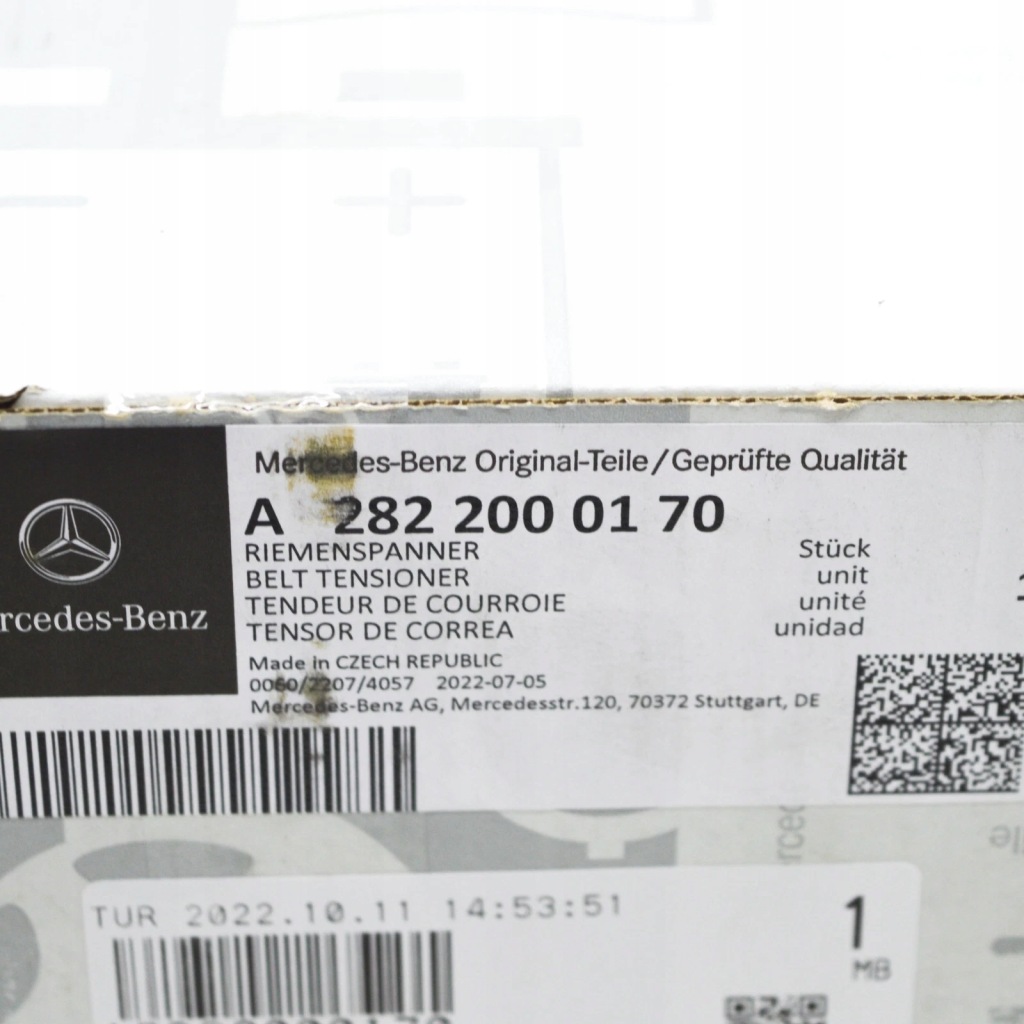 Mercedes-Benz Original-Teile/Geprüfte Qualität
A 282 200 01 70
RIEMENSPANNER
BELT TENSIONER
TENDEUR DE COURROIE
TENSOR DE CORREA
Stück
unit
unité
unidad
rcedes-Benz
Made in CZECH REPUBLIC
0060/2207/4057 2022-07-05
Mercedes-Benz AG, Mercedesstr.120, 70372 Stuttgart, DE
TUR 2022.10.11 14:53:51
1
MB